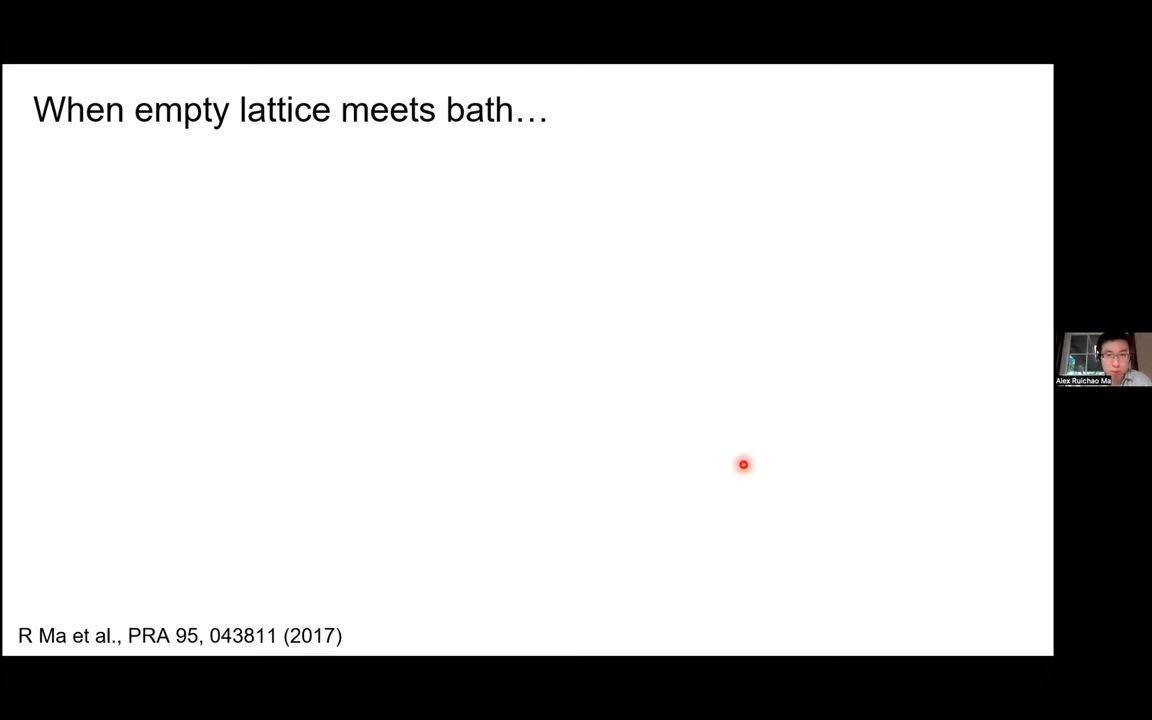 When empty lattice meets bath…
Alex Ruichao Ma
R Ma et al., PRA 95, 043811 (2017)